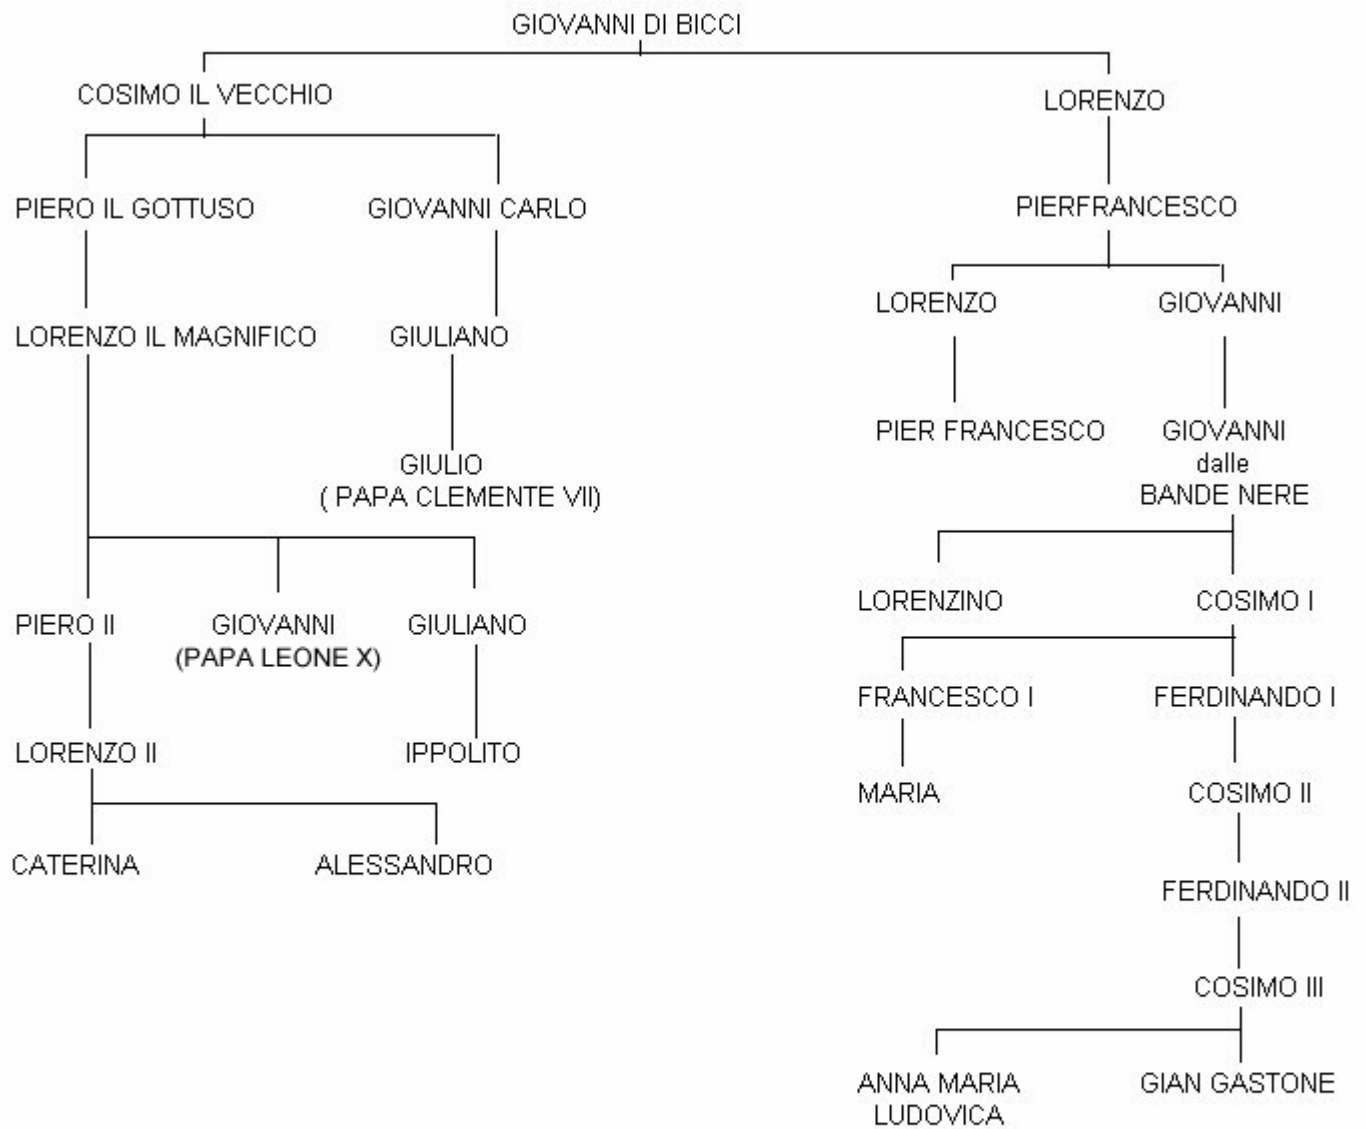 GIOVANNI DI BICCI
COSIMO IL VECCHIO
LORENZO
PIERO IL GOTTUSO
GIOVANNI CARLO
PIERFRANCESCO
LORENZO
GIOVANNI
LORENZO IL MAGNIFICO
GIULIANO
PIER FRANCESCO
GIOVANNI
dalle
BANDE NERE
GIULIO
( PAPA CLEMENTE VII)
LORENZINO
COSIMO I
PIERO II
GIOVANNI
(PAPA LEONE X)
GIULIANO
FRANCESCO I
FERDINANDO I
LORENZO II
IPPOLITO
MARIA
COSIMO II
CATERINA
ALESSANDRO
FERDINANDO II
COSIMO III
ANNA MARIA
LUDOVICA
GIAN GASTONE